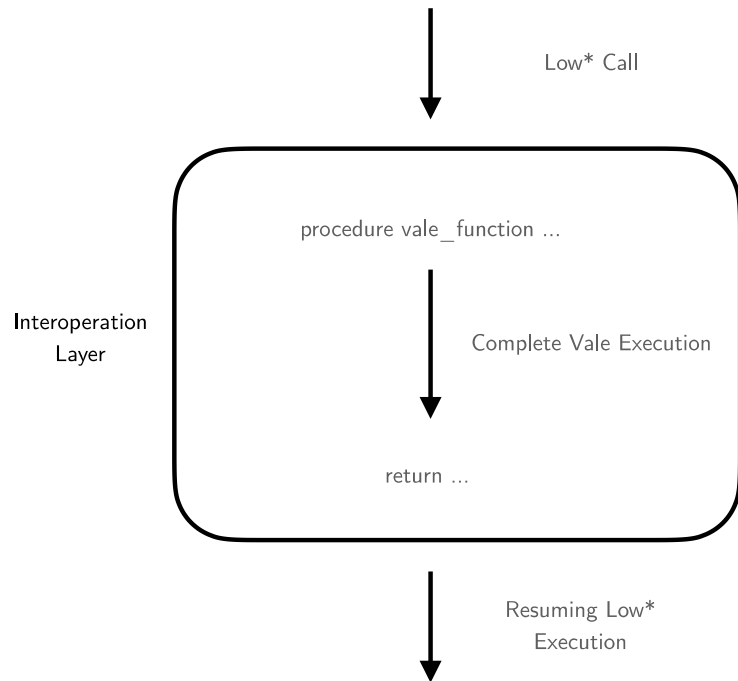 Low* Call
procedure vale_function ...
Interoperation
Layer
Complete Vale Execution
return ...
Resuming Low*
Execution